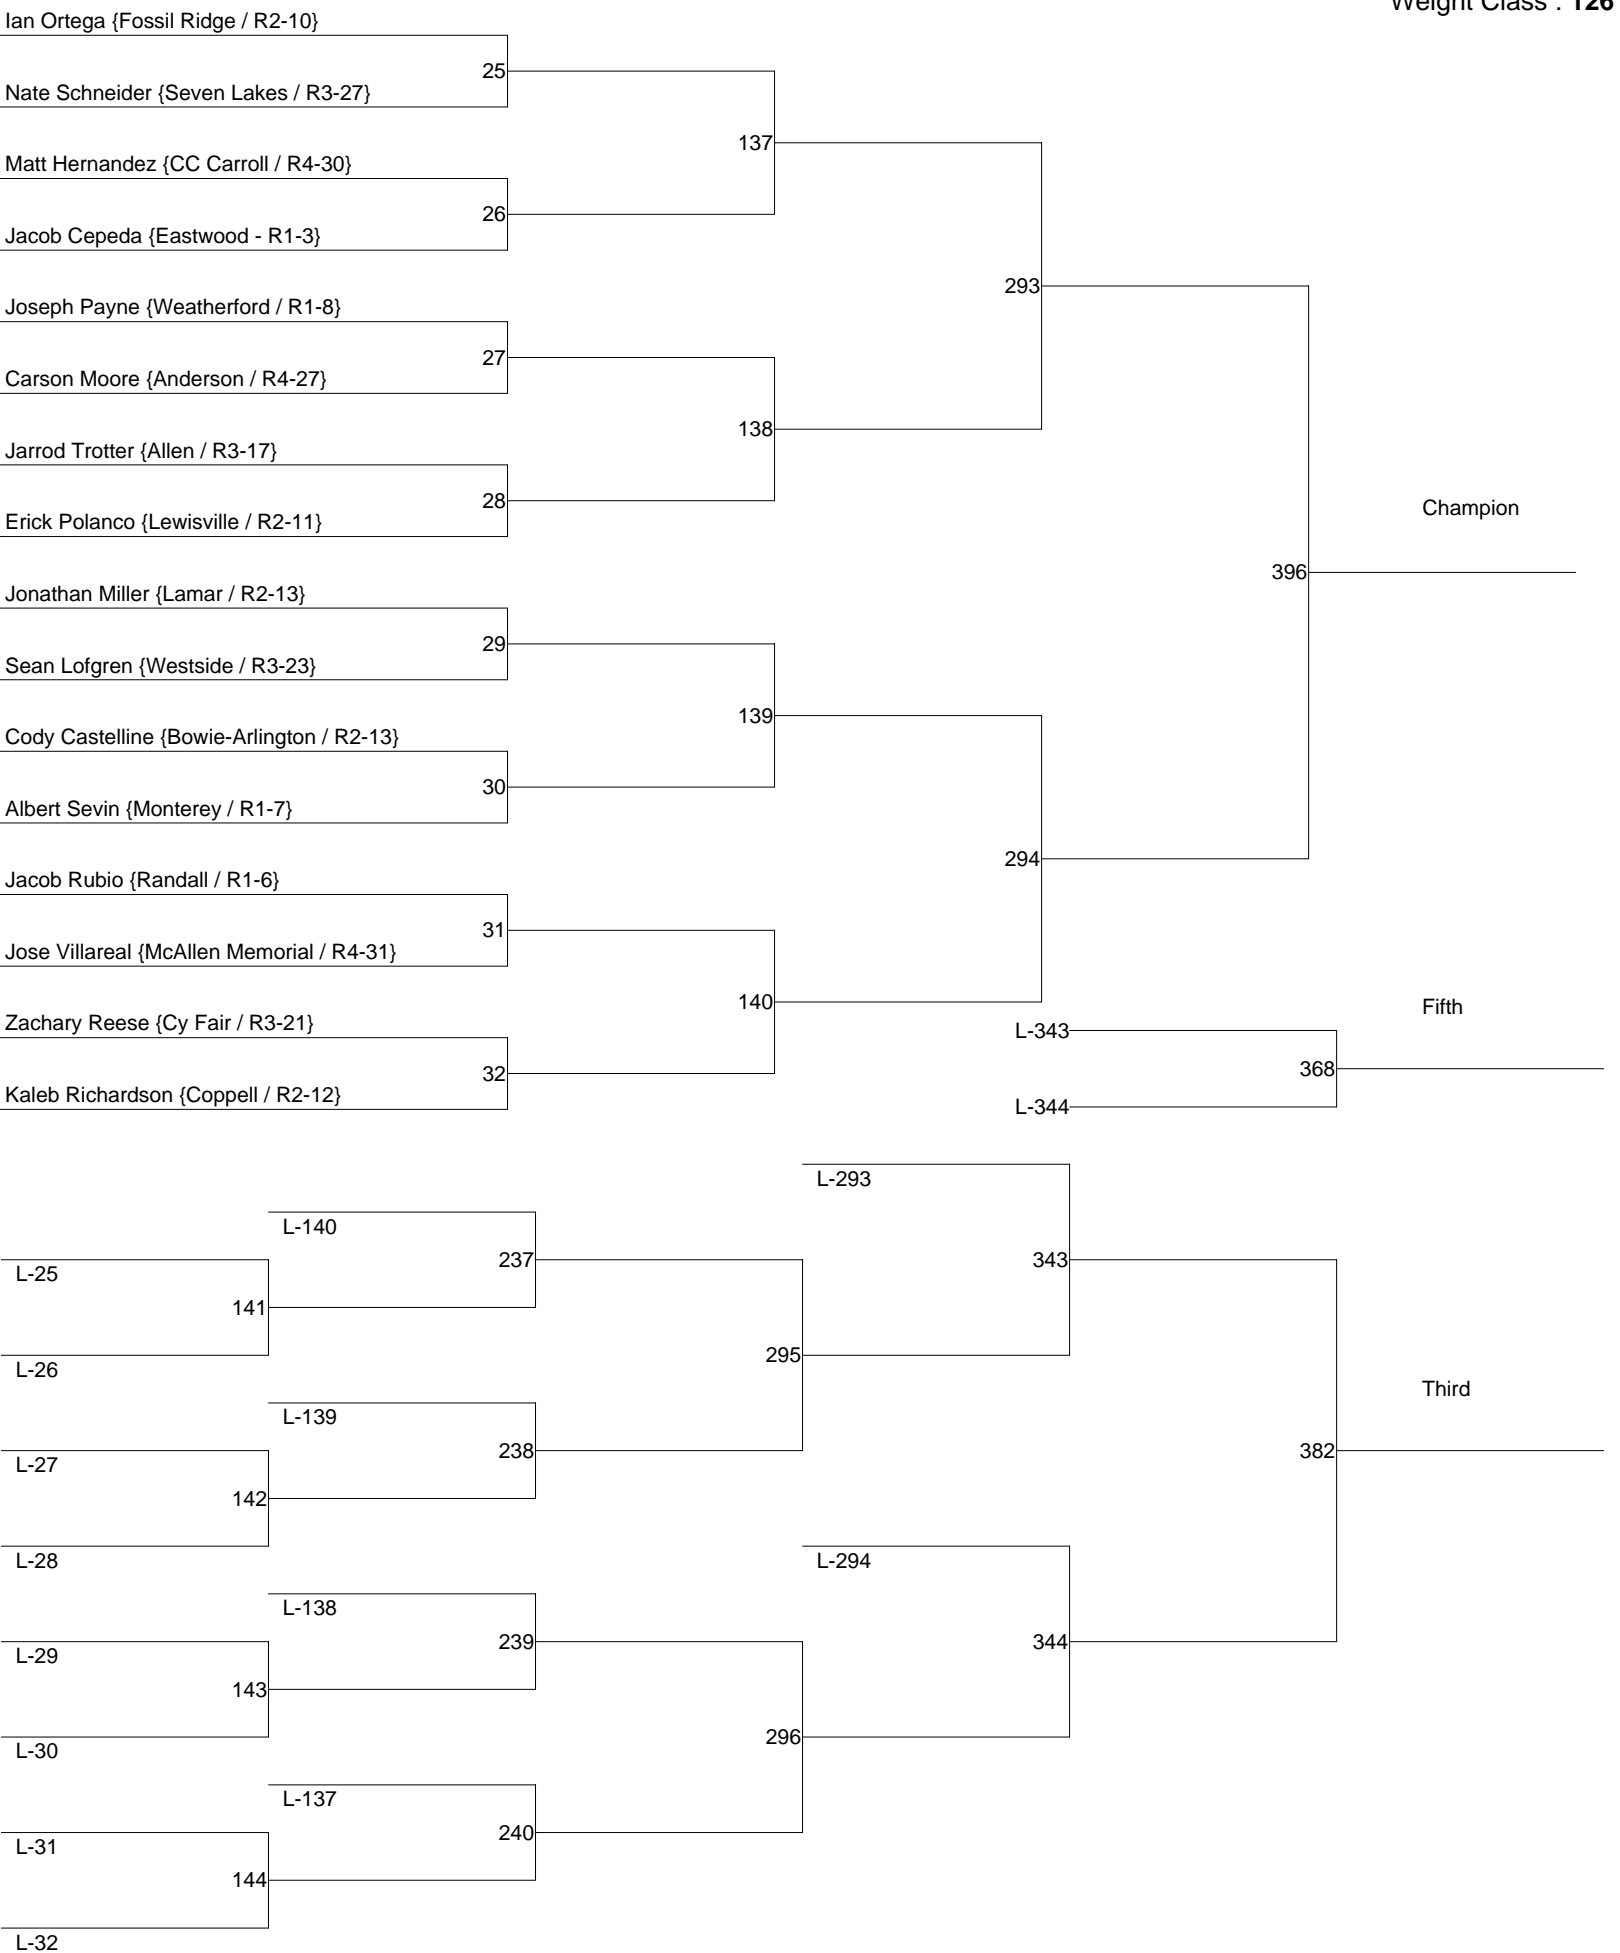 Weight Class : 126
Ian Ortega {Fossil Ridge / R2-10}
25
Nate Schneider {Seven Lakes / R3-27}
137
Matt Hernandez {CC Carroll / R4-30}
26
Jacob Cepeda {Eastwood - R1-3}
293
Joseph Payne {Weatherford / R1-8}
27
Carson Moore {Anderson / R4-27}
138
Jarrod Trotter {Allen / R3-17}
28
Erick Polanco {Lewisville / R2-11}
Champion
396
Jonathan Miller {Lamar / R2-13}
29
Sean Lofgren {Westside / R3-23}
139
Cody Castelline {Bowie-Arlington / R2-13}
30
Albert Sevin {Monterey / R1-7}
294
Jacob Rubio {Randall / R1-6}
31
Jose Villareal {McAllen Memorial / R4-31}
140
Fifth
Zachary Reese {Cy Fair / R3-21}
L-343
32
368
Kaleb Richardson {Coppell / R2-12}
L-344
L-293
L-140
237
343
L-25
141
295
L-26
Third
L-139
238
382
L-27
142
L-28
L-294
L-138
239
344
L-29
143
296
L-30
L-137
240
L-31
144
L-32